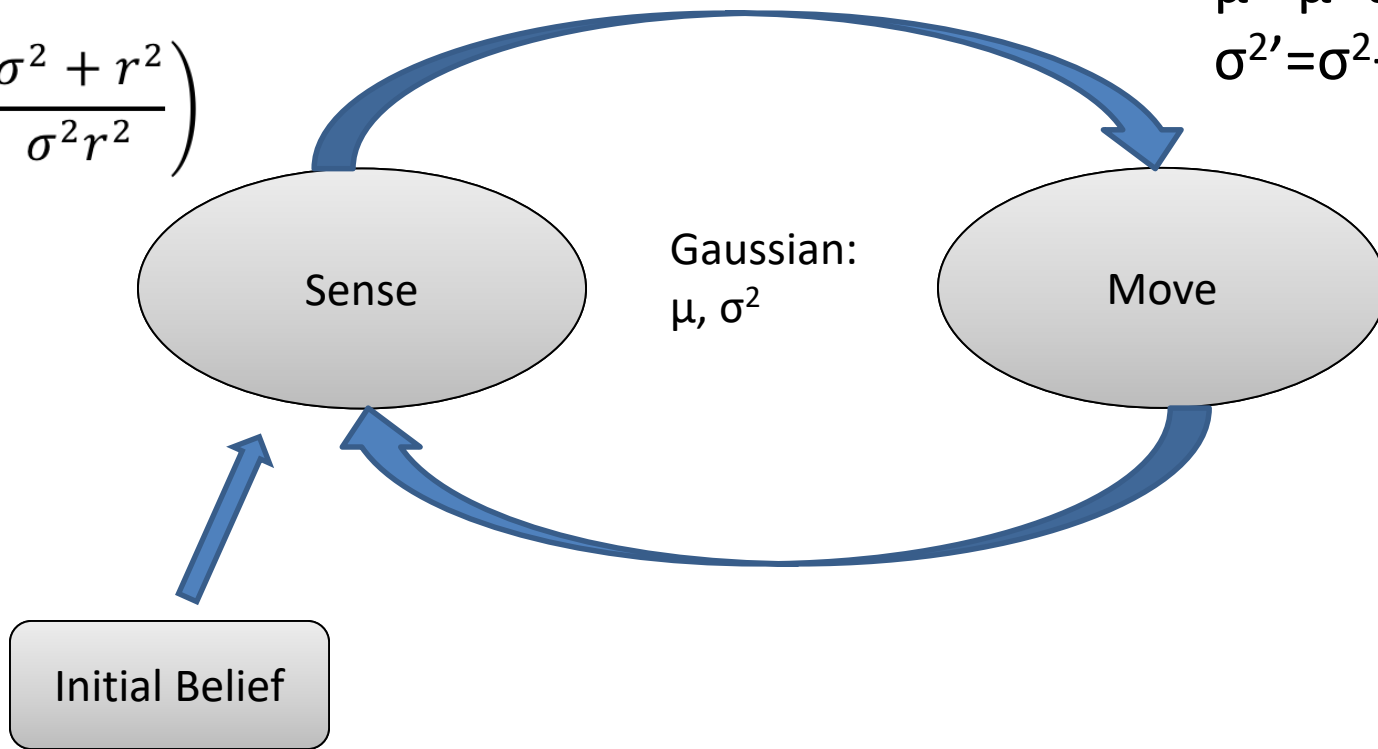 σ² + r²
σ²r²
σ²’=σ²
Sense
Gaussian:
μ, σ²
Move
Initial Belief